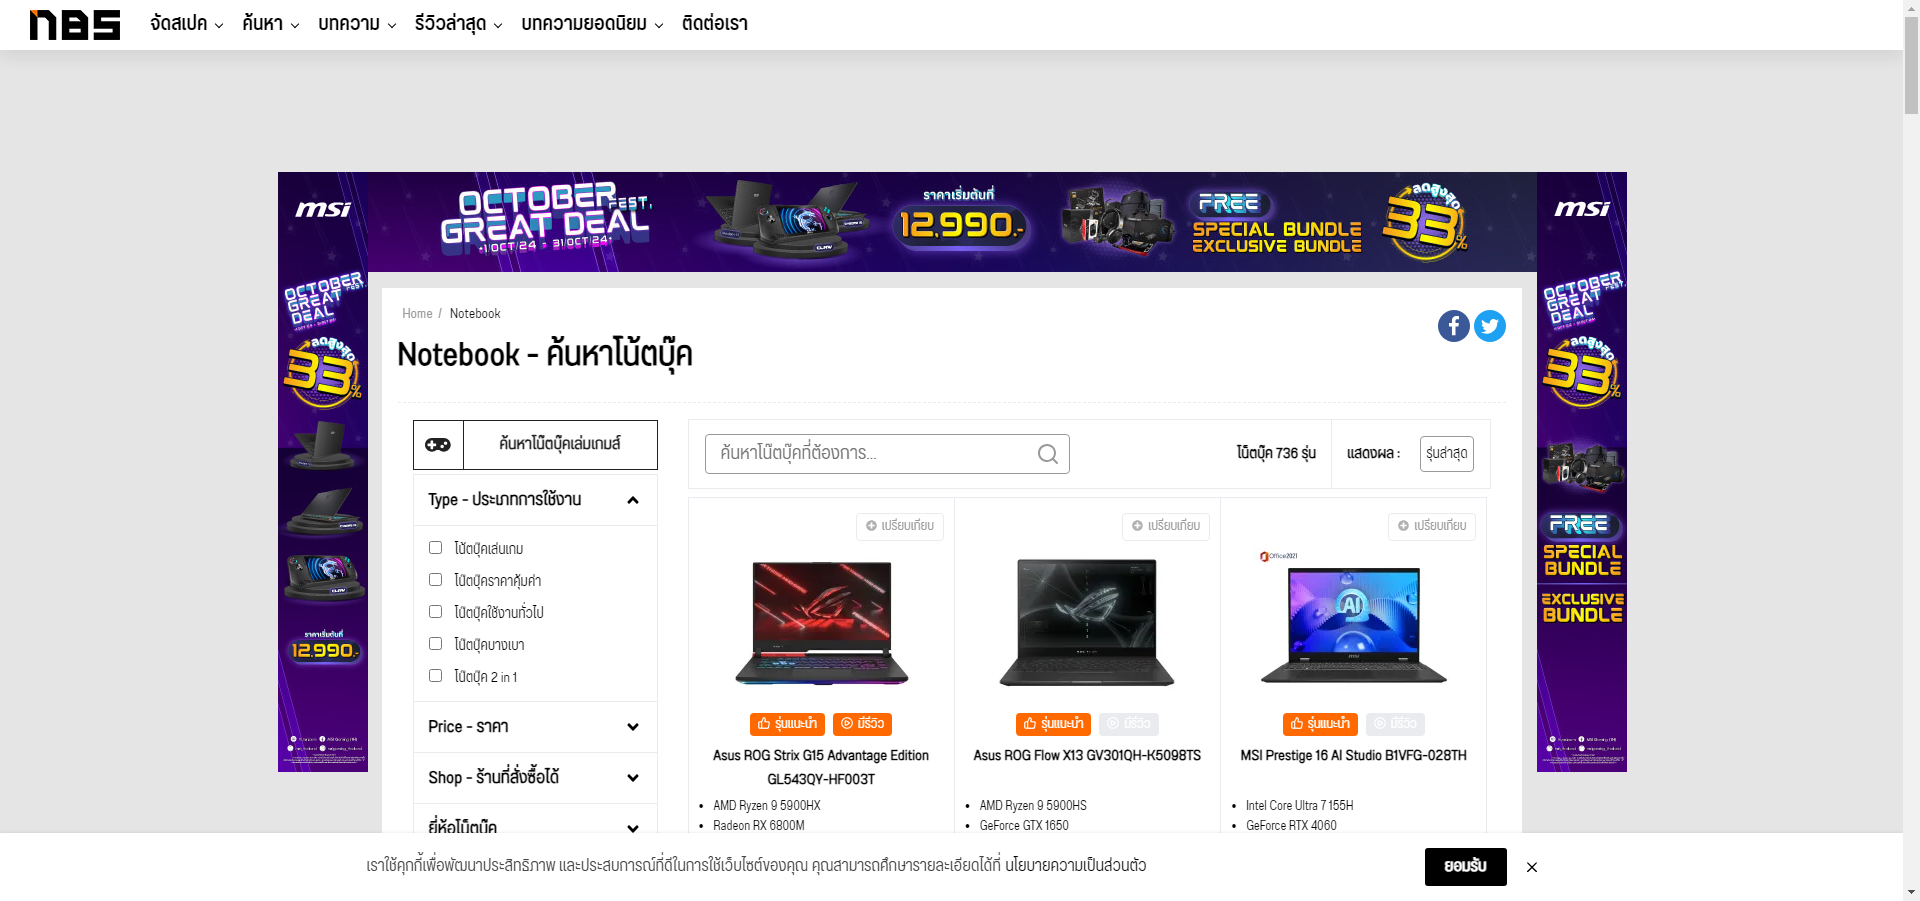 NBS
จัดสเปค
ค้นหา
บทความ
รีวิวล่าสุด
บทความยอดนิยม
ติดต่อเรา
msi
OCTOBER
GREAT DEAL
FEST.
1/OCT/24 - 31/OCT/24
ราคาเริ่มต้นที่
12,990.-
FREE
SPECIAL BUNDLE
EXCLUSIVE BUNDLE
ลดสูงสุด
33%
msi
OCTOBER
GREAT
DEAL
FEST.
ลดสูงสุด
33%
ราคาเริ่มต้นที่
12,990.-
OCTOBER
GREAT
DEAL
FEST.
ลดสูงสุด
33%
FREE
SPECIAL
BUNDLE
EXCLUSIVE
BUNDLE
Home / Notebook
Notebook - ค้นหาโน้ตบุ๊ค
ค้นหาโน๊ตบุ๊คเล่มเกมส์
Type - ประเภทการใช้งาน
โน้ตบุ๊คเล่นเกม
โน๊ตบุ๊คราคาคุ้มค่า
โน๊ตบุ๊คใช้งานทั่วไป
โน๊ตบุ๊คบางเบา
โน๊ตบุ๊ค 2 in 1
Price - ราคา
Shop - ร้านที่สั่งซื้อได้
ยี่ห้อโน็ตบุ๊ค
ค้นหาโน๊ตบุ๊คที่ต้องการ...
โน็ตบุ๊ค 736 รุ่น
แสดงผล :
รุ่นล่าสุด
เปรียบเทียบ
รุ่นแนะนำ
มีรีวิว
Asus ROG Strix G15 Advantage Edition
GL543QY-HF003T
AMD Ryzen 9 5900HX
Radeon RX 6800M
เปรียบเทียบ
รุ่นแนะนำ
มีรีวิว
Asus ROG Flow X13 GV301QH-K5098TS
AMD Ryzen 9 5900HS
GeForce GTX 1650
เปรียบเทียบ
Office2021
AI
รุ่นแนะนำ
มีรีวิว
MSI Prestige 16 AI Studio B1VFG-028TH
Intel Core Ultra 7 155H
GeForce RTX 4060
เราใช้คุกกี้เพื่อพัฒนาประสิทธิภาพ และประสบการณ์ที่ดีในการใช้เว็บไซต์ของคุณ คุณสามารถศึกษารายละเอียดได้ที่ นโยบายความเป็นส่วนตัว
ยอมรับ